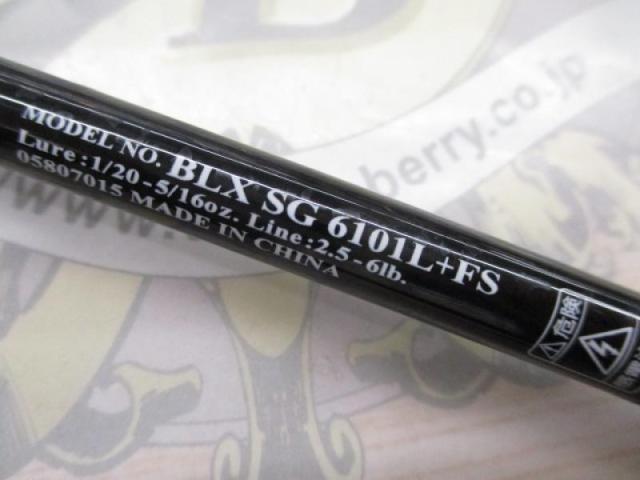 MODEL NO. BLX SG 6101L+FS
Lure:1/20-5/16oz. Line:2.5-6lb.
05807015 MADE IN CHINA
危険
berry.co.jp